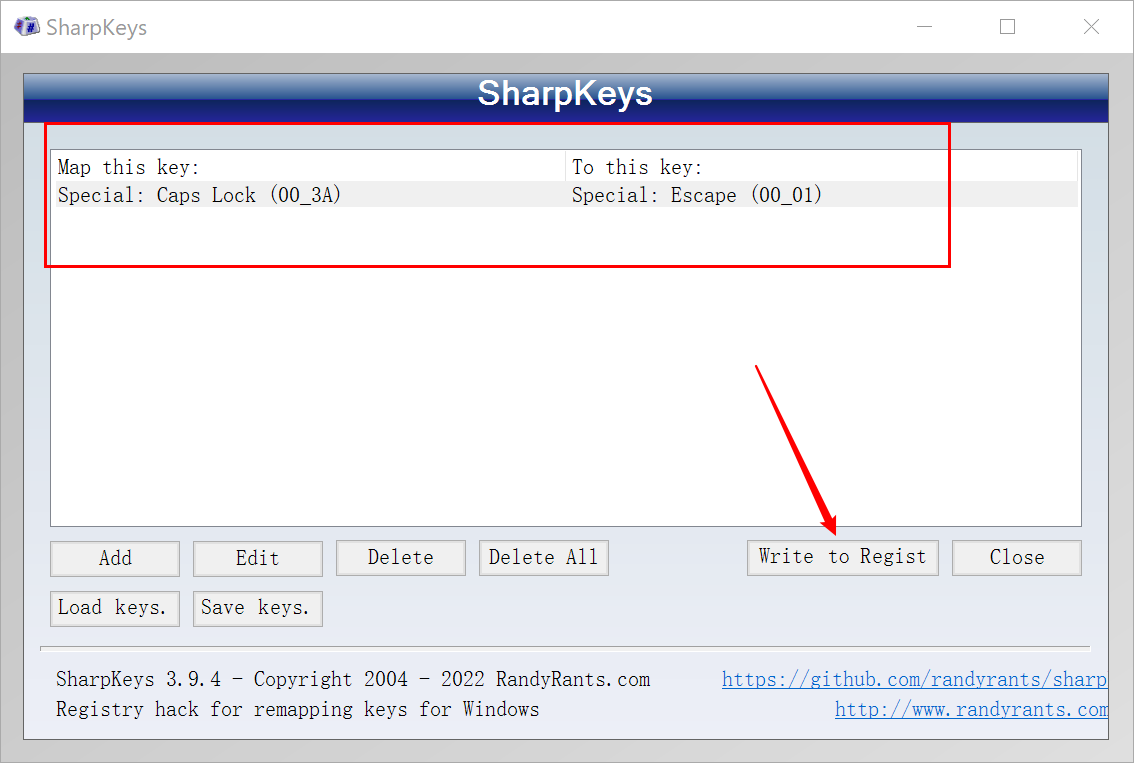 SharpKeys
SharpKeys
Map this key: To this key:
Special: Caps Lock (00_3A) Special: Escape (00_01)
Add Edit Delete Delete All Write to Regist Close
Load keys. Save keys.
SharpKeys 3.9.4 - Copyright 2004 - 2022 RandyRants.com https://github.com/randyrants/sharp
Registry hack for remapping keys for Windows http://www.randyrants.com